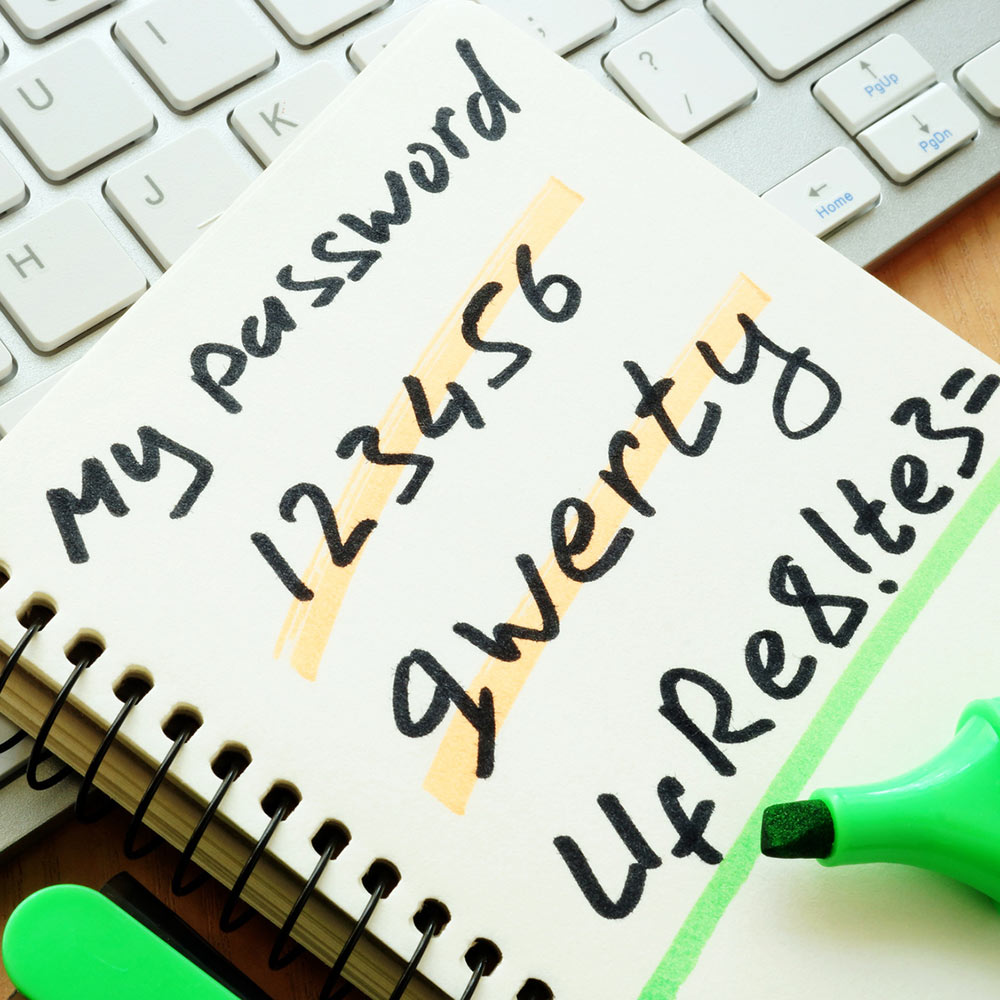 My password
123456
qwerty
UfRe8!te3=
U
I
K
J
H
? /
;
PgUp
PgDn
Home